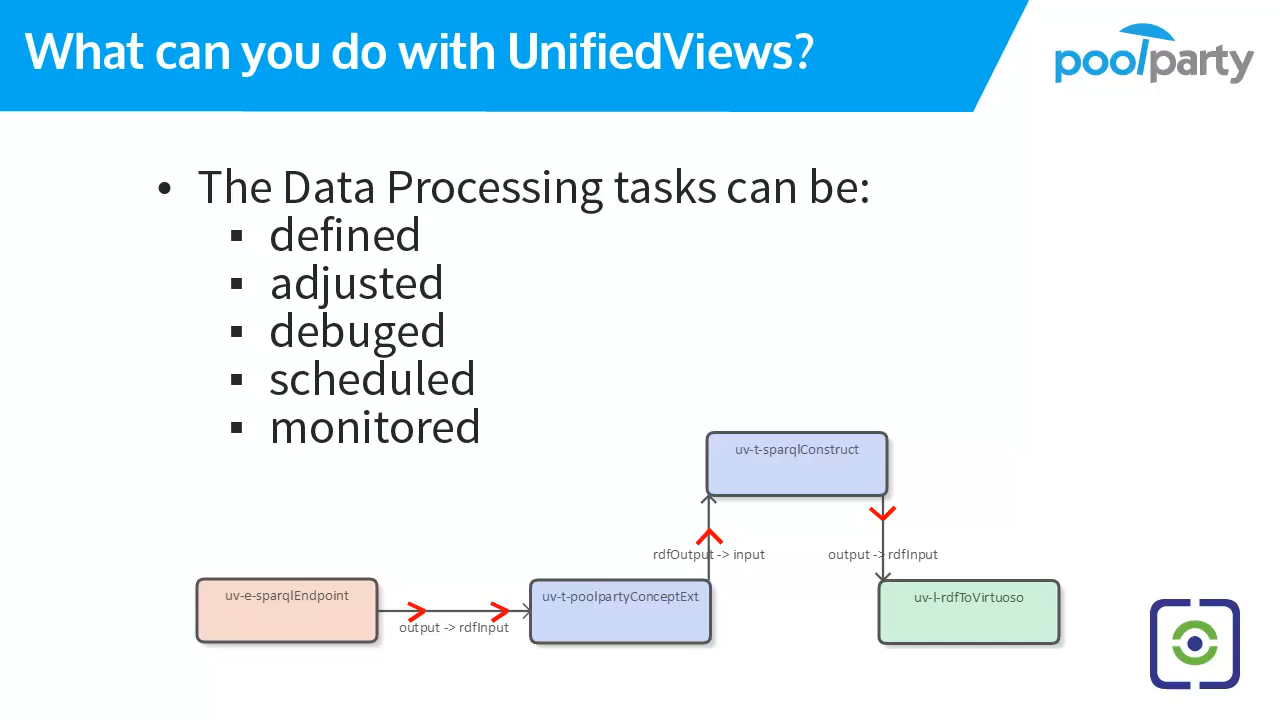 What can you do with UnifiedViews?
poolparty
• The Data Processing tasks can be:
▪ defined
▪ adjusted
▪ debuged
▪ scheduled
▪ monitored
uv-t-sparqlConstruct
rdfOutput -> input
output -> rdfInput
uv-e-sparqlEndpoint
output -> rdfInput
uv-t-poolpartyConceptExt
uv-l-rdfToVirtuoso